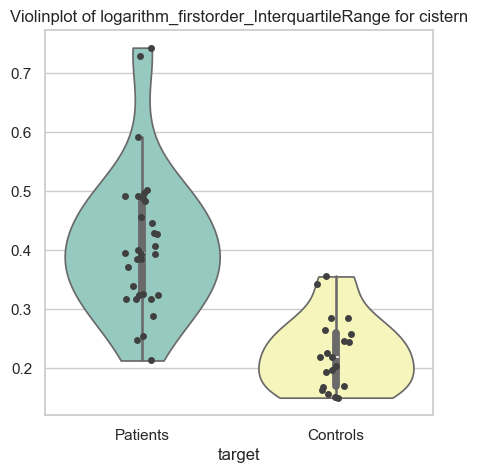 Violinplot of logarithm_firstorder_InterquartileRange for cistern
0.7
0.6
0.5
0.4
0.3
0.2
Patients Controls
target